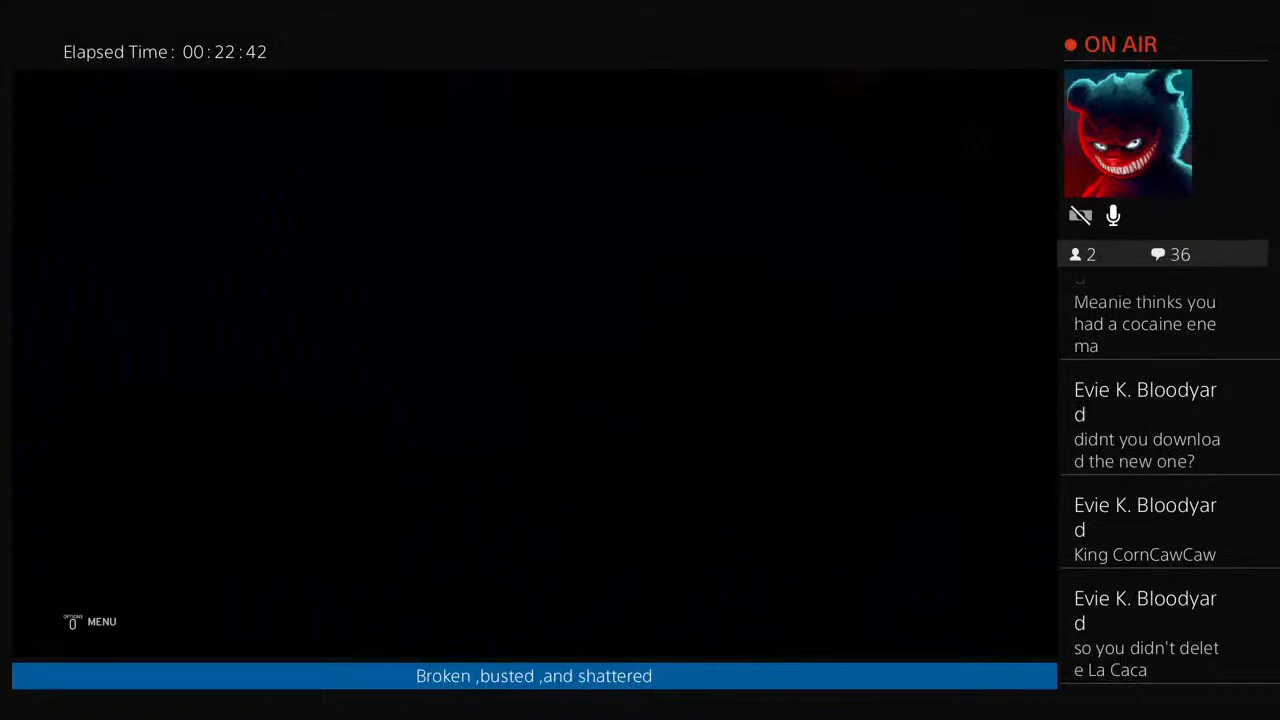 Elapsed Time: 00:22:42
ON AIR
2 36
Meanie thinks you
had a cocaine ene
ma
Evie K. Bloodyar
d
didnt you downloa
d the new one?
Evie K. Bloodyar
d
King CornCawCaw
Evie K. Bloodyar
d
so you didn't delet
e La Caca
OPTIONS
MENU
Broken ,busted ,and shattered